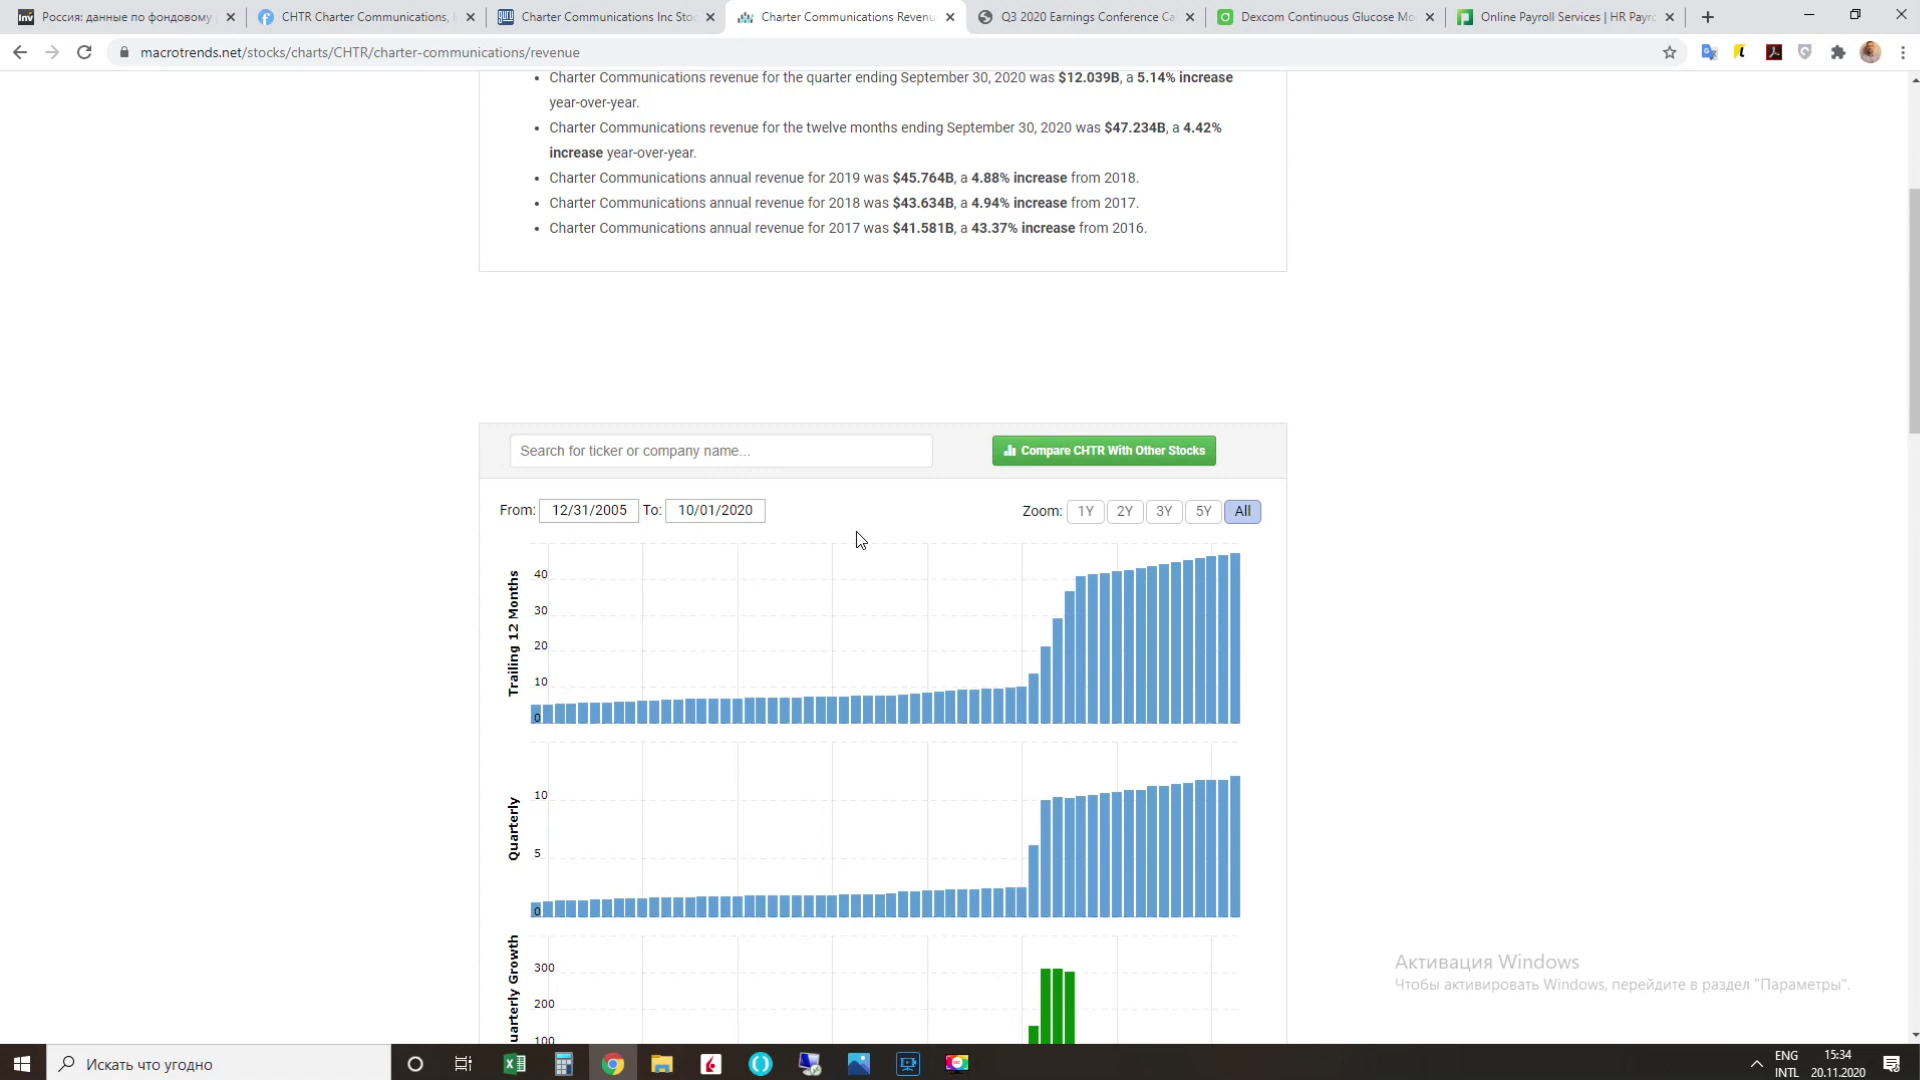 Россия: данные по фондовому
CHTR Charter Communications,
Charter Communications Inc Sto
Charter Communications Revenu
Q3 2020 Earnings Conference Ca
Dexcom Continuous Glucose Mo
Online Payroll Services | HR Payro
macrotrends.net/stocks/charts/CHTR/charter-communications/revenue
• Charter Communications revenue for the quarter ending September 30, 2020 was $12.039B, a 5.14% increase
year-over-year.
• Charter Communications revenue for the twelve months ending September 30, 2020 was $47.234B, a 4.42%
increase year-over-year.
• Charter Communications annual revenue for 2019 was $45.764B, a 4.88% increase from 2018.
• Charter Communications annual revenue for 2018 was $43.634B, a 4.94% increase from 2017.
• Charter Communications annual revenue for 2017 was $41.581B, a 43.37% increase from 2016.
Search for ticker or company name...
Compare CHTR With Other Stocks
From: 12/31/2005 To: 10/01/2020
Zoom: 1Y 2Y 3Y 5Y All
Trailing 12 Months
40
30
20
10
0
Quarterly
10
5
0
uarterly Growth
300
200
100
Активация Windows
Чтобы активировать Windows, перейдите в раздел "Параметры".
Искать что угодно
ENG
INTL
15:34
20.11.2020